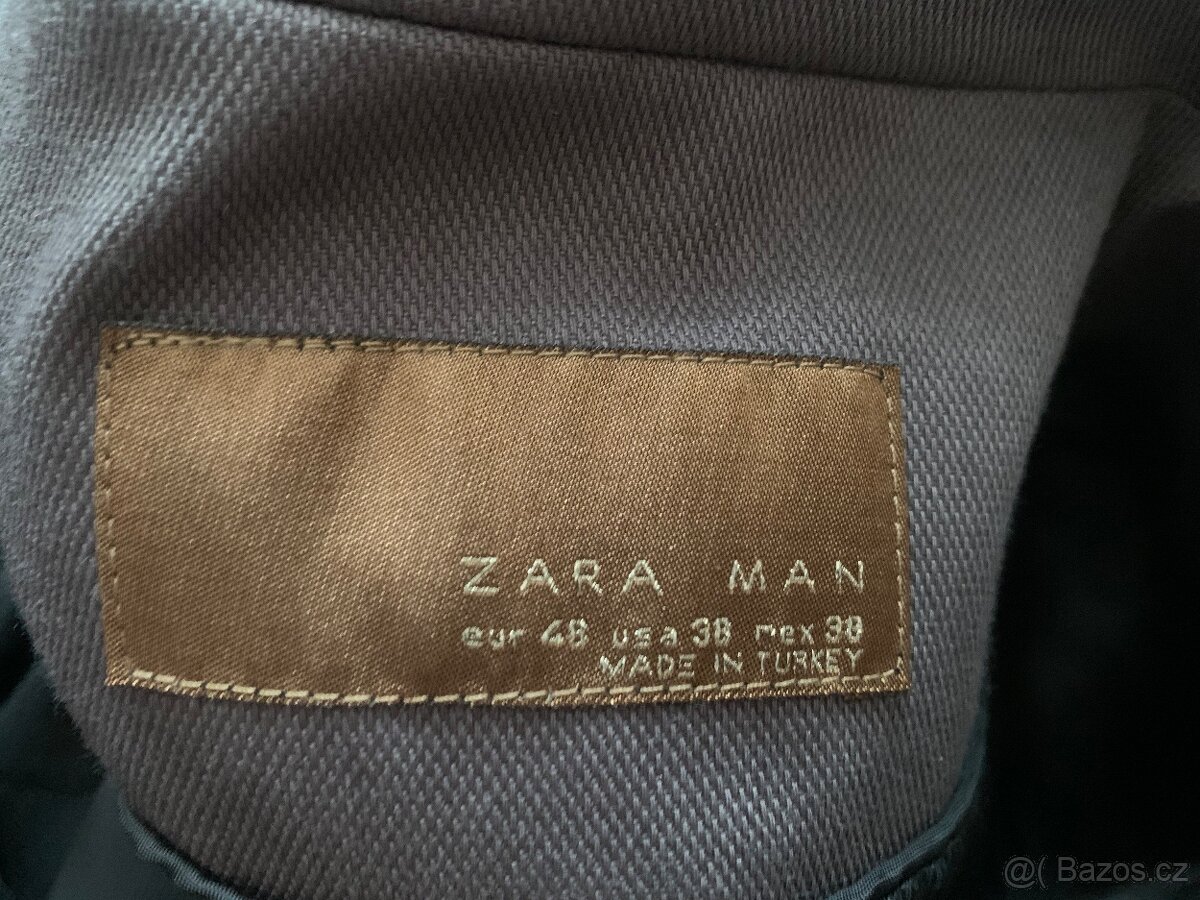 ZARA MAN
eur 48 usa 38 mex 38
MADE IN TURKEY
@( Bazos.cz